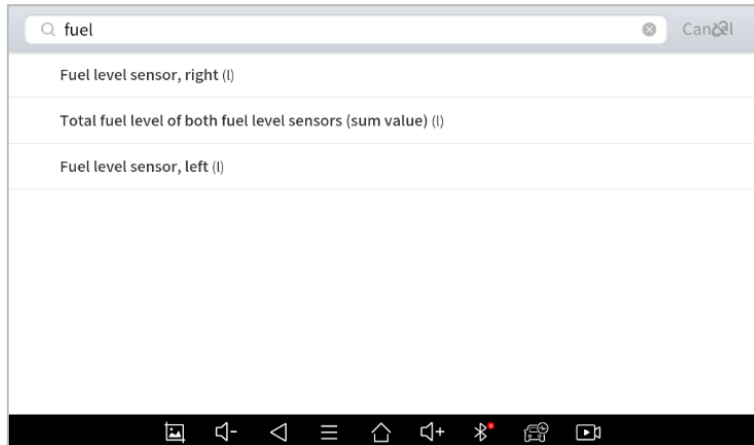 fuel Cancel
Fuel level sensor, right (l)
Total fuel level of both fuel level sensors (sum value) (l)
Fuel level sensor, left (l)